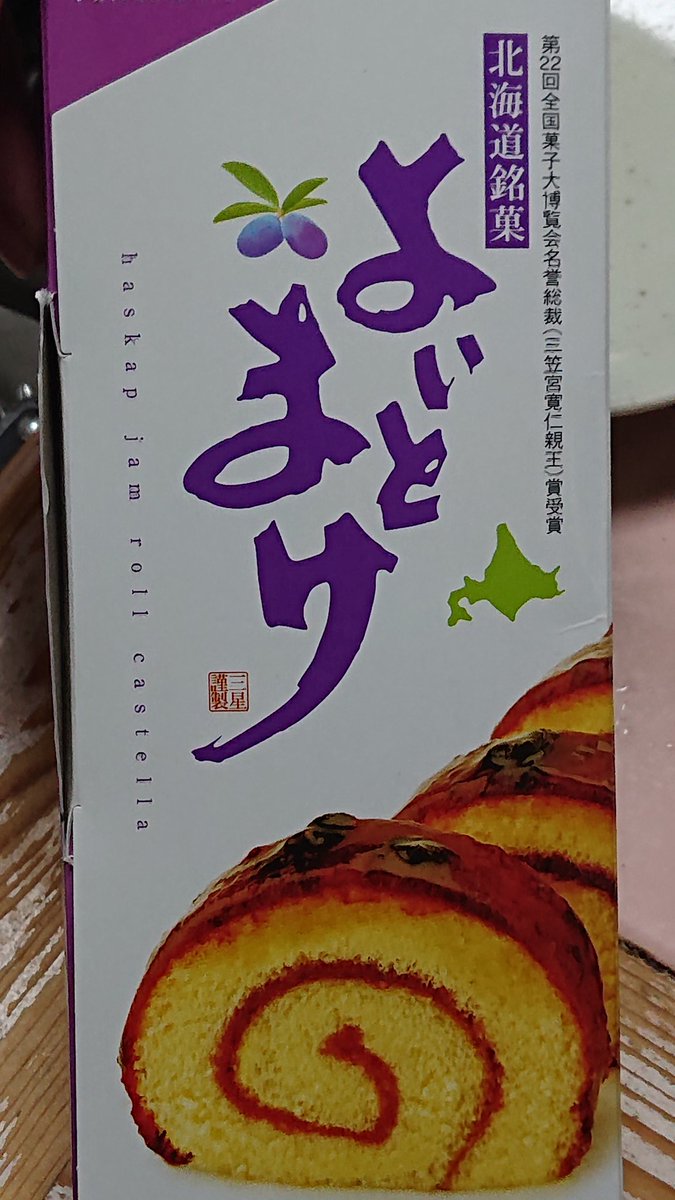 第22回全国菓子大博覧会名誉総裁(三笠宮寛仁親王)賞受賞
北海道銘菓
よいと
まけ
三星
謹製
haskap jam roll castella